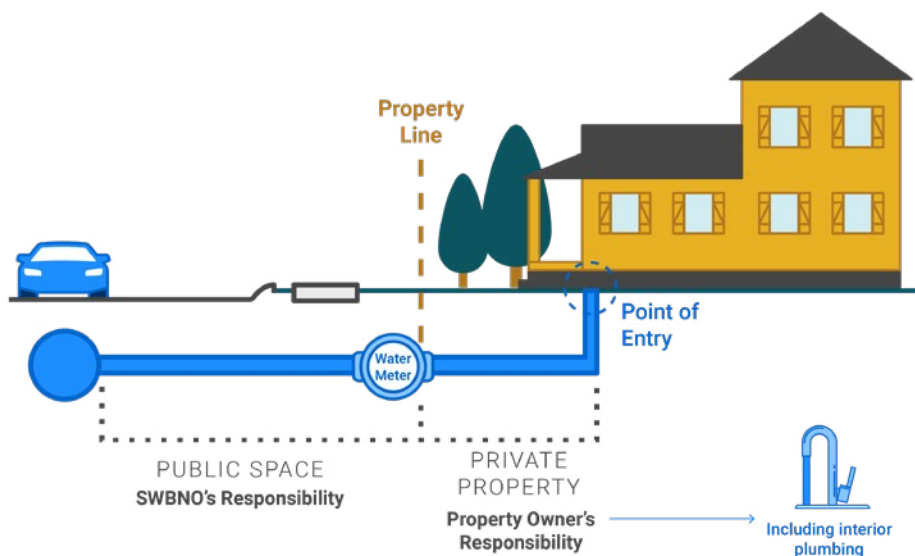 Property
Line
Point of
Entry
Water
Meter
PUBLIC SPACE
SWBNO's Responsibility
PRIVATE
PROPERTY
Property Owner's
Responsibility
Including interior
plumbing